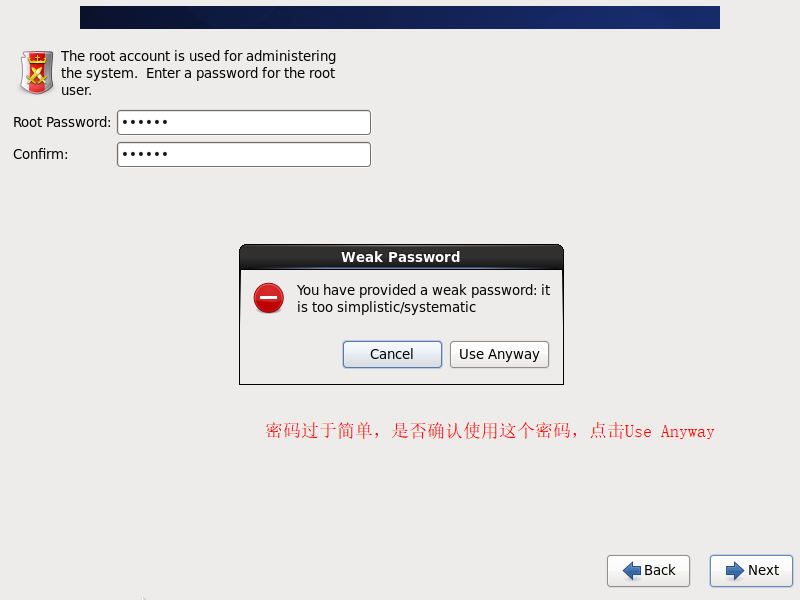 The root account is used for administering
the system.  Enter a password for the root
user.
Root Password: ••••••
Confirm: ••••••
Weak Password
You have provided a weak password: it
is too simplistic/systematic
Cancel Use Anyway
密码过于简单，是否确认使用这个密码，点击Use Anyway
Back Next